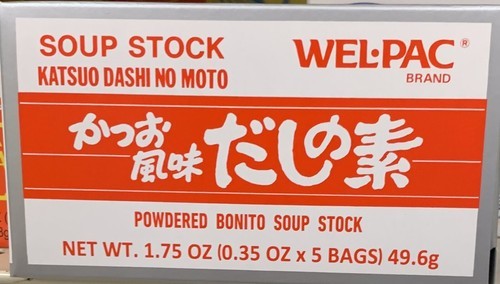 SOUP STOCK
KATSUO DASHI NO MOTO
WEL·PAC®
BRAND
かつお
風味
だしの素
POWDERED BONITO SOUP STOCK
NET WT. 1.75 OZ (0.35 OZ x 5 BAGS) 49.6g